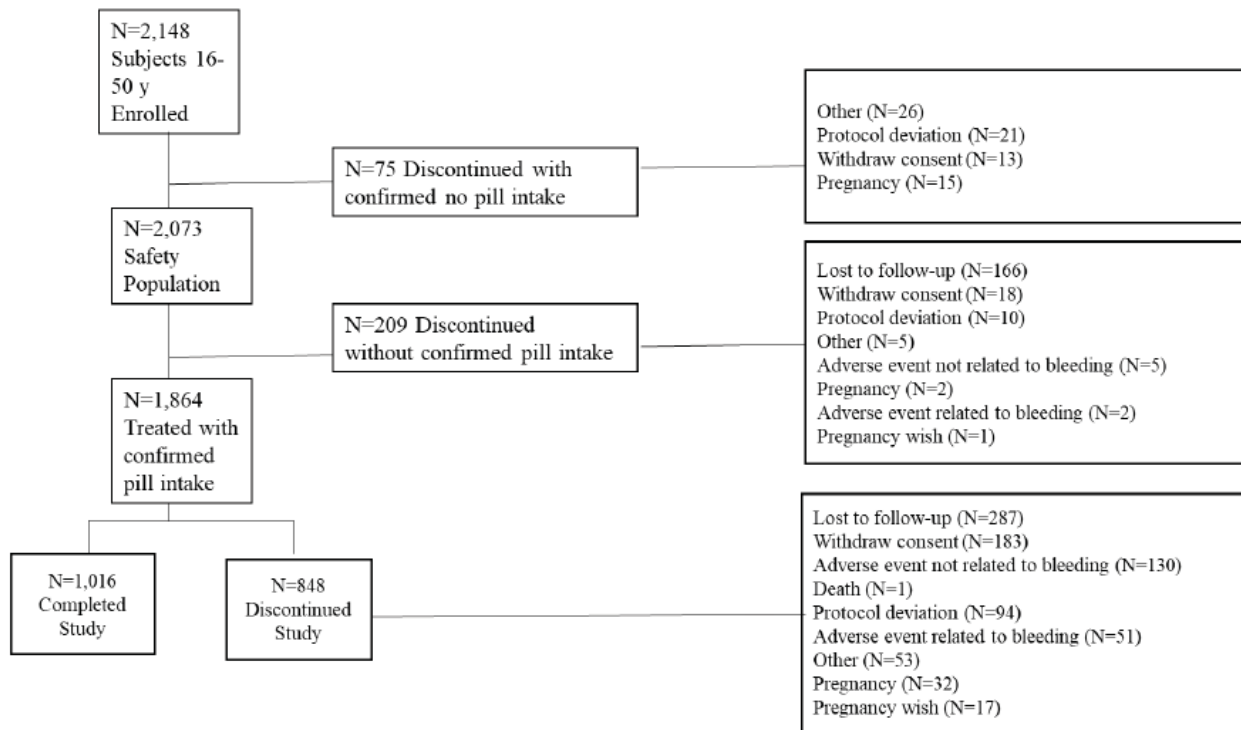 N=2,148
Subjects 16-
50 y
Enrolled
Other (N=26)
Protocol deviation (N=21)
Withdraw consent (N=13)
Pregnancy (N=15)
N=75 Discontinued with
confirmed no pill intake
N=2,073
Safety
Population
Lost to follow-up (N=166)
Withdraw consent (N=18)
Protocol deviation (N=10)
Other (N=5)
Adverse event not related to bleeding (N=5)
Pregnancy (N=2)
Adverse event related to bleeding (N=2)
Pregnancy wish (N=1)
N=209 Discontinued
without confirmed pill intake
N=1,864
Treated with
confirmed
pill intake
N=1,016
Completed
Study
N=848
Discontinued
Study
Lost to follow-up (N=287)
Withdraw consent (N=183)
Adverse event not related to bleeding (N=130)
Death (N=1)
Protocol deviation (N=94)
Adverse event related to bleeding (N=51)
Other (N=53)
Pregnancy (N=32)
Pregnancy wish (N=17)